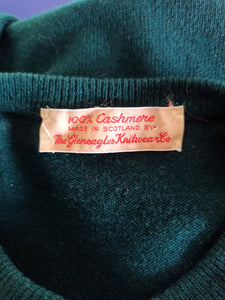 100% Cashmere
MADE IN SCOTLAND BY
The Gleneagles Knitwear Co